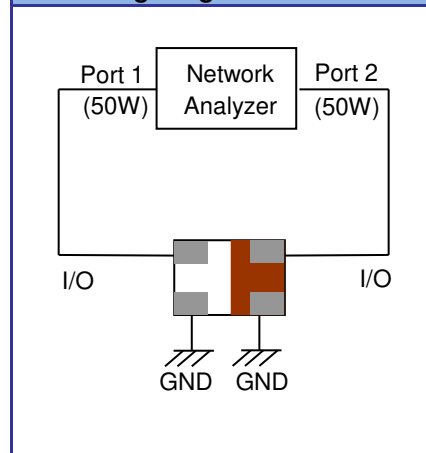 Port 1
(50W)
Network
Analyzer
Port 2
(50W)
I/O
I/O
GND
GND